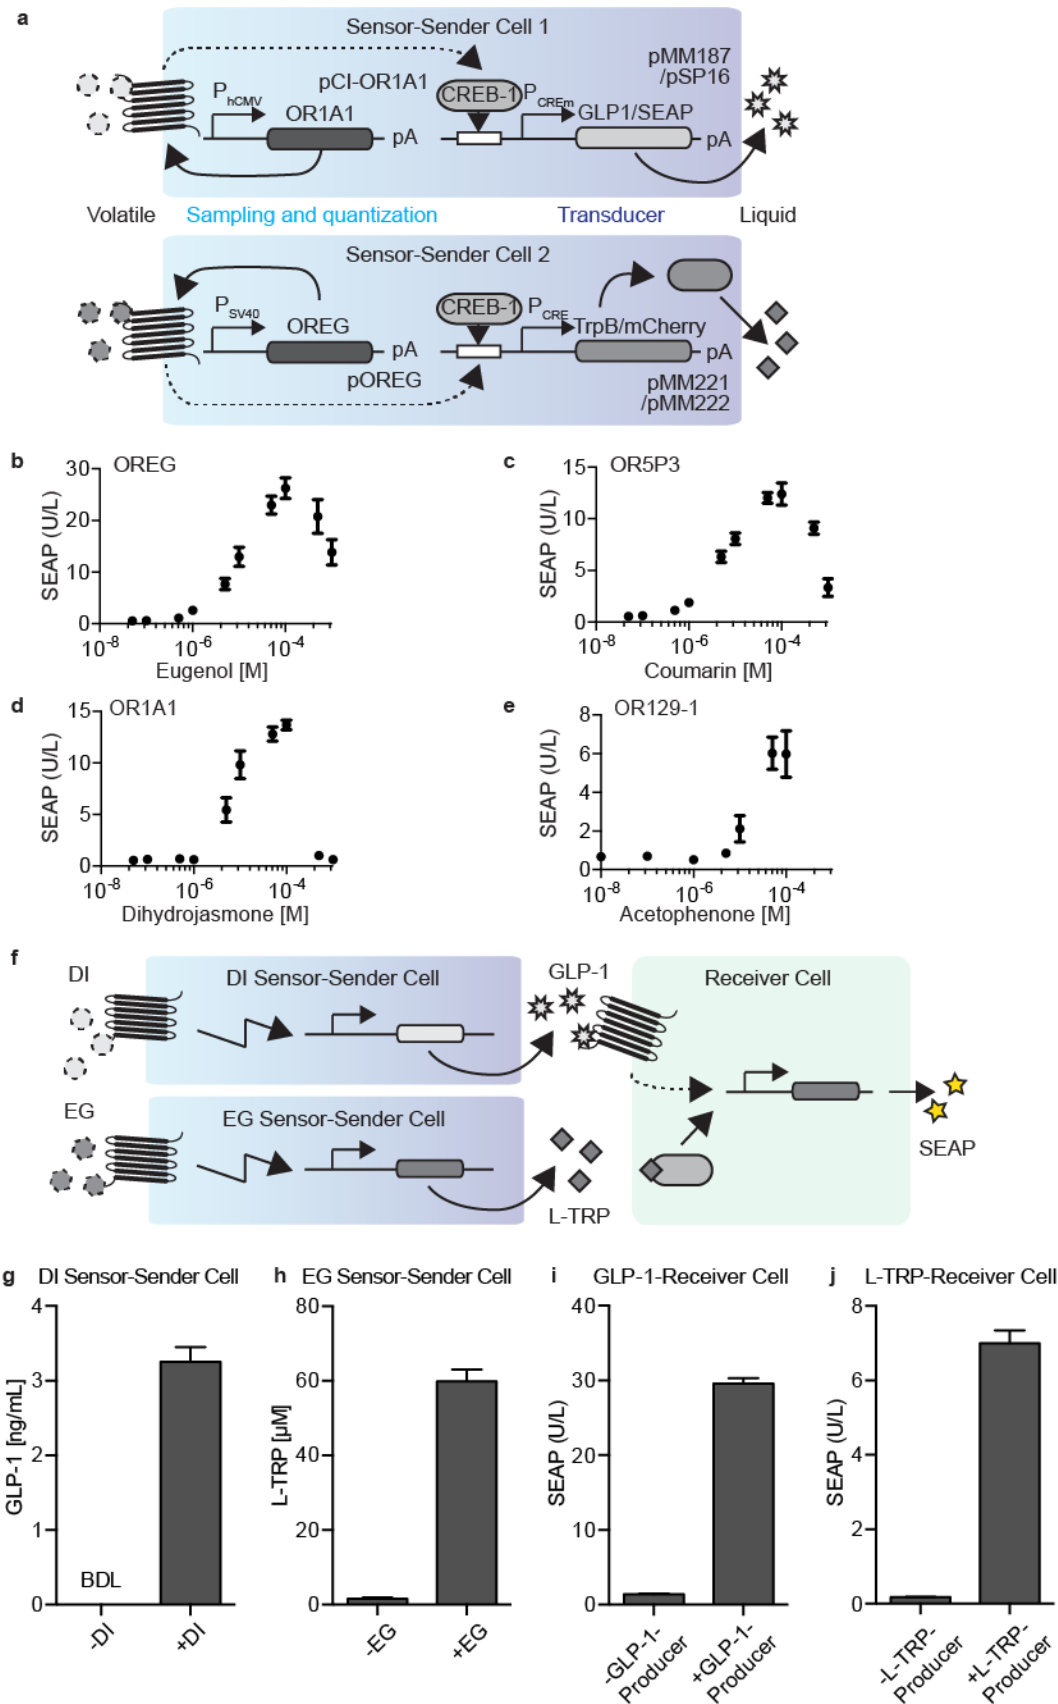 a
Sensor-Sender Cell 1
pMM187
/pSP16
pCI-OR1A1
CREB-1
PhCMV
OR1A1
pA
PCREm
GLP1/SEAP
pA
Volatile
Sampling and quantization
Transducer
Liquid
Sensor-Sender Cell 2
CREB-1
PSV40
OREG
pA
PCRE
TrpB/mCherry
pA
pOREG
pMM221
/pMM222
b
OREG
SEAP (U/L)
30
20
10
0
10-8
10-6
10-4
Eugenol [M]
c
OR5P3
SEAP (U/L)
15
10
5
0
10-8
10-6
10-4
Coumarin [M]
d
OR1A1
SEAP (U/L)
15
10
5
0
10-8
10-6
10-4
Dihydrojasmone [M]
e
OR129-1
SEAP (U/L)
8
6
4
2
0
10-8
10-6
10-4
Acetophenone [M]
f
DI
DI Sensor-Sender Cell
GLP-1
Receiver Cell
EG
EG Sensor-Sender Cell
L-TRP
SEAP
g
DI Sensor-Sender Cell
GLP-1 [ng/mL]
4
3
2
1
0
BDL
-DI
+DI
h
EG Sensor-Sender Cell
L-TRP [µM]
80
60
40
20
0
-EG
+EG
i
GLP-1-Receiver Cell
SEAP (U/L)
40
30
20
10
0
-GLP-1-
Producer
+GLP-1-
Producer
j
L-TRP-Receiver Cell
SEAP (U/L)
8
6
4
2
0
-L-TRP-
Producer
+L-TRP-
Producer